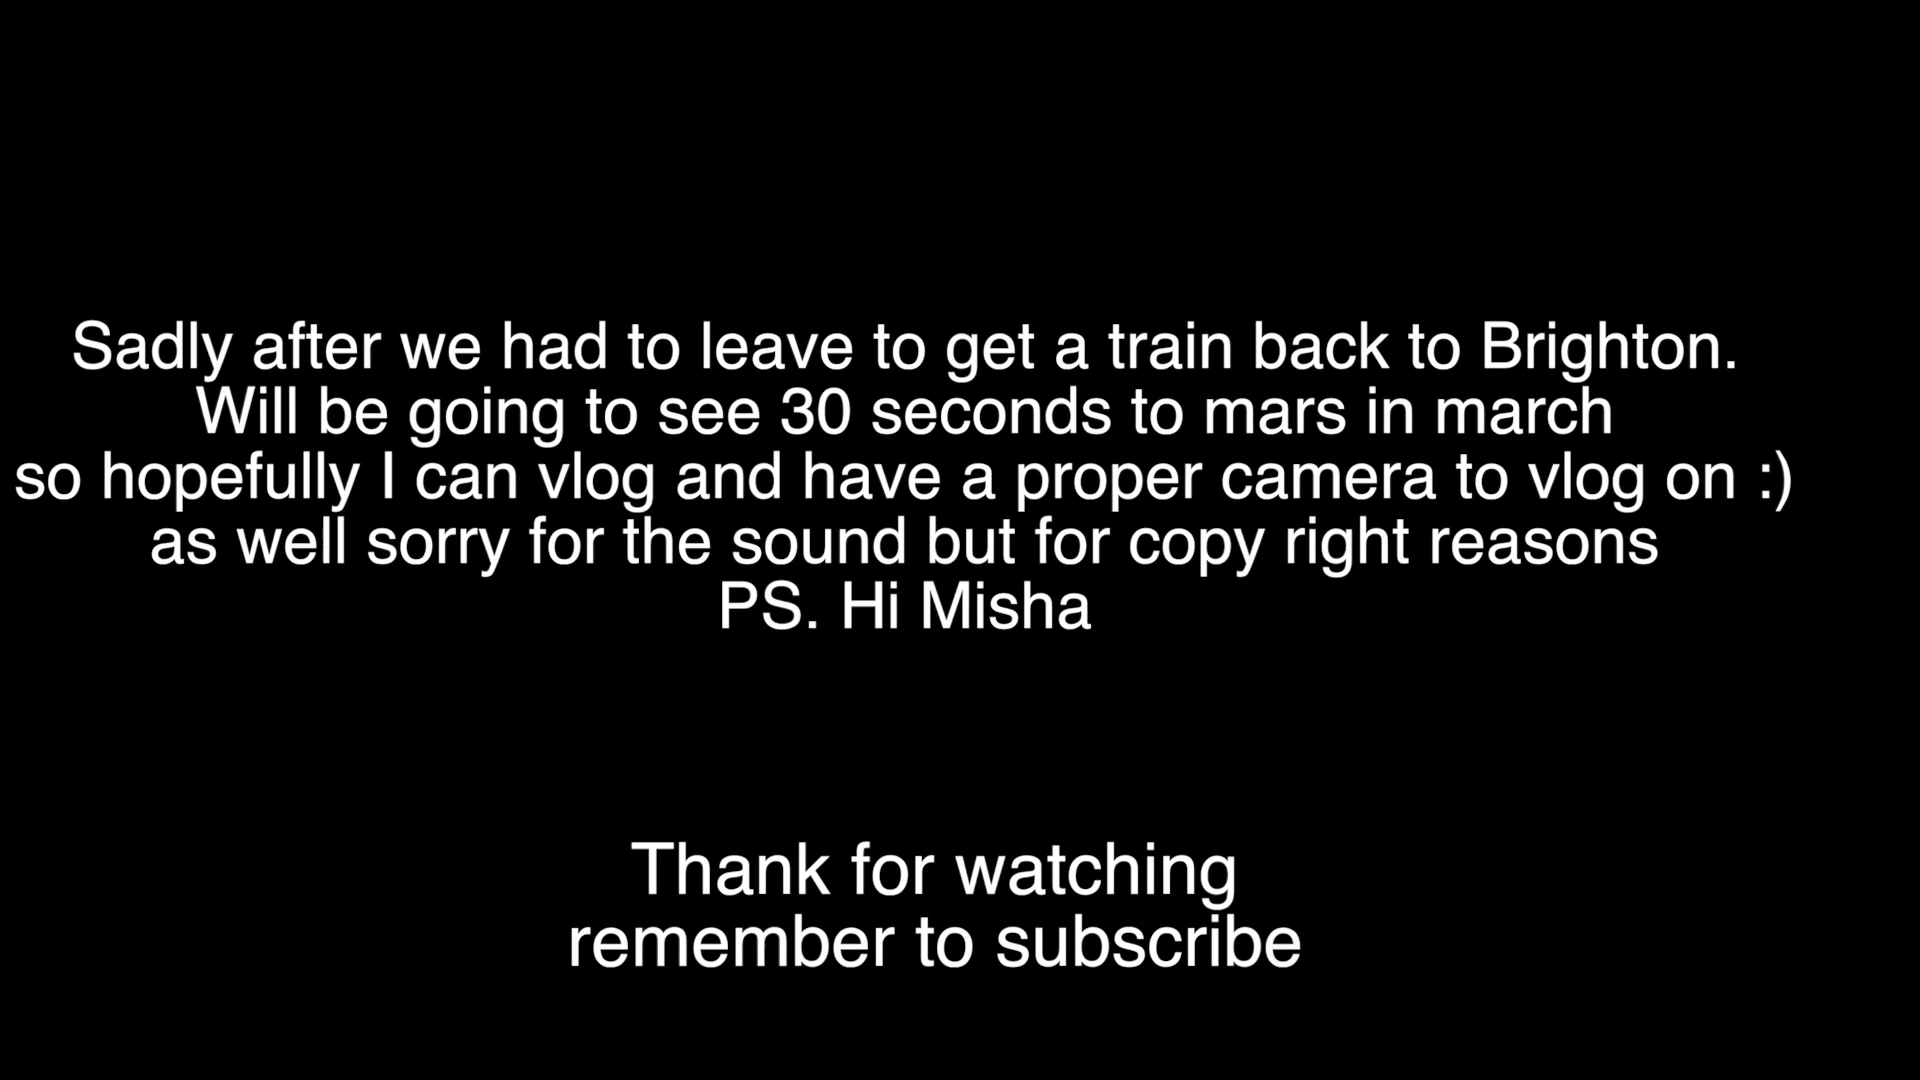 Sadly after we had to leave to get a train back to Brighton.
Will be going to see 30 seconds to mars in march
so hopefully I can vlog and have a proper camera to vlog on :)
as well sorry for the sound but for copy right reasons
PS. Hi Misha
Thank for watching
remember to subscribe